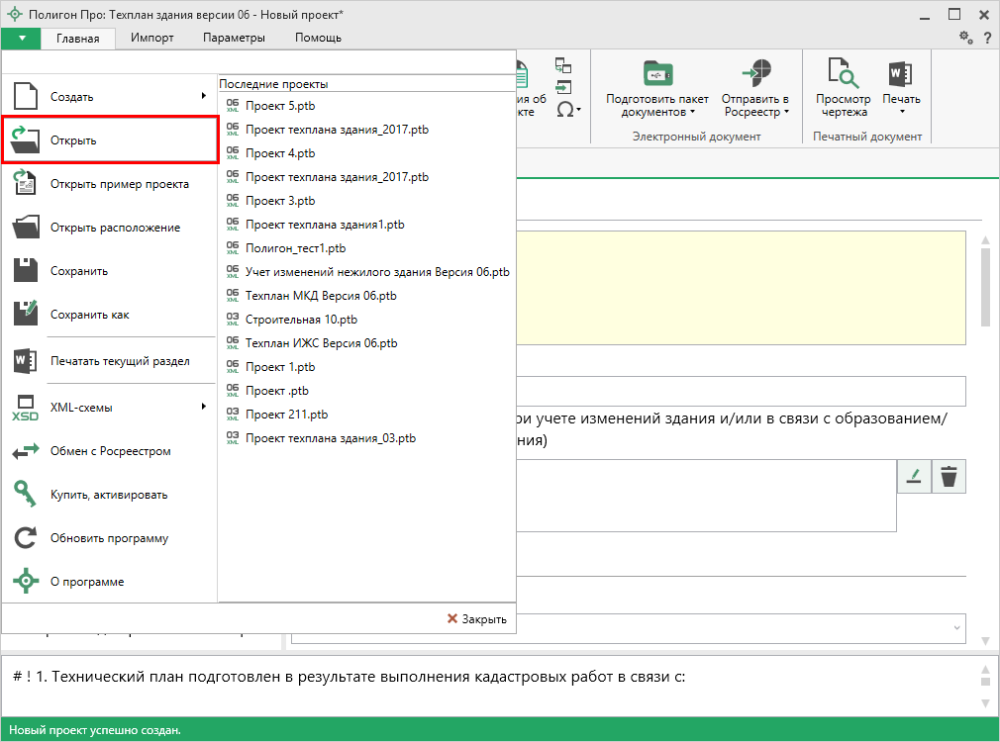 Полигон Про: Техплан здания версии 06 - Новый проект*
Главная Импорт Параметры Помощь
?
Создать
Открыть
Открыть пример проекта
Открыть расположение
Сохранить
Сохранить как
Печатать текущий раздел
XSD XML-схемы
Обмен с Росреестром
Купить, активировать
Обновить программу
О программе
Последние проекты
06 XML Проект 5.ptb
06 XML Проект техплана здания_2017.ptb
06 XML Проект 4.ptb
06 XML Проект техплана здания_2017.ptb
06 XML Проект 3.ptb
06 XML Проект техплана здания1.ptb
06 XML Полигон_тест1.ptb
06 XML Учет изменений нежилого здания Версия 06.ptb
06 XML Техплан МКД Версия 06.ptb
03 XML Строительная 10.ptb
06 XML Техплан ИЖС Версия 06.ptb
06 XML Проект 1.ptb
06 XML Проект .ptb
03 XML Проект 211.ptb
03 XML Проект техплана здания_03.ptb
Закрыть
об
Ω
Подготовить пакет
документов
Отправить в
Росреестр
Электронный документ
Просмотр
чертежа
Печать
Печатный документ
ри учете изменений здания и/или в связи с образованием/
ния)
# ! 1. Технический план подготовлен в результате выполнения кадастровых работ в связи с:
Новый проект успешно создан.